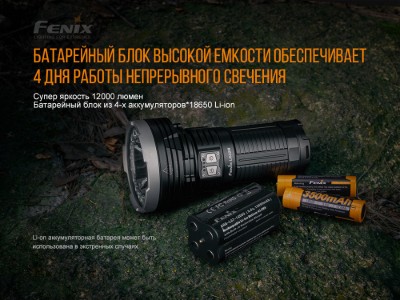 FENIX
БАТАРЕЙНЫЙ БЛОК ВЫСОКОЙ ЕМКОСТИ ОБЕСПЕЧИВАЕТ
4 ДНЯ РАБОТЫ НЕПРЕРЫВНОГО СВЕЧЕНИЯ
Супер яркость 12000 люмен
Батарейный блок из 4-х аккумуляторов*18650 Li-ion
FENIX
3500mAh
Li-on аккумуляторная батарея может быть
использована в экстренных случаях